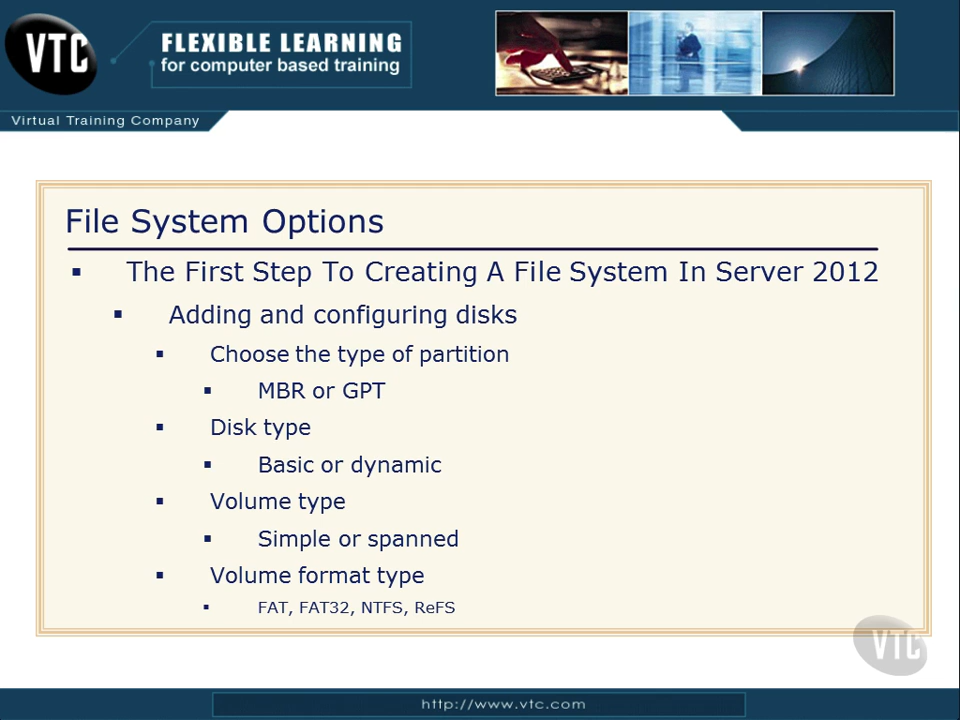 VTC
FLEXIBLE LEARNING
for computer based training
Virtual Training Company
File System Options
▪ The First Step To Creating A File System In Server 2012
▪ Adding and configuring disks
▪ Choose the type of partition
▪ MBR or GPT
▪ Disk type
▪ Basic or dynamic
▪ Volume type
▪ Simple or spanned
▪ Volume format type
▪ FAT, FAT32, NTFS, ReFS
VTC
http://www.vtc.com